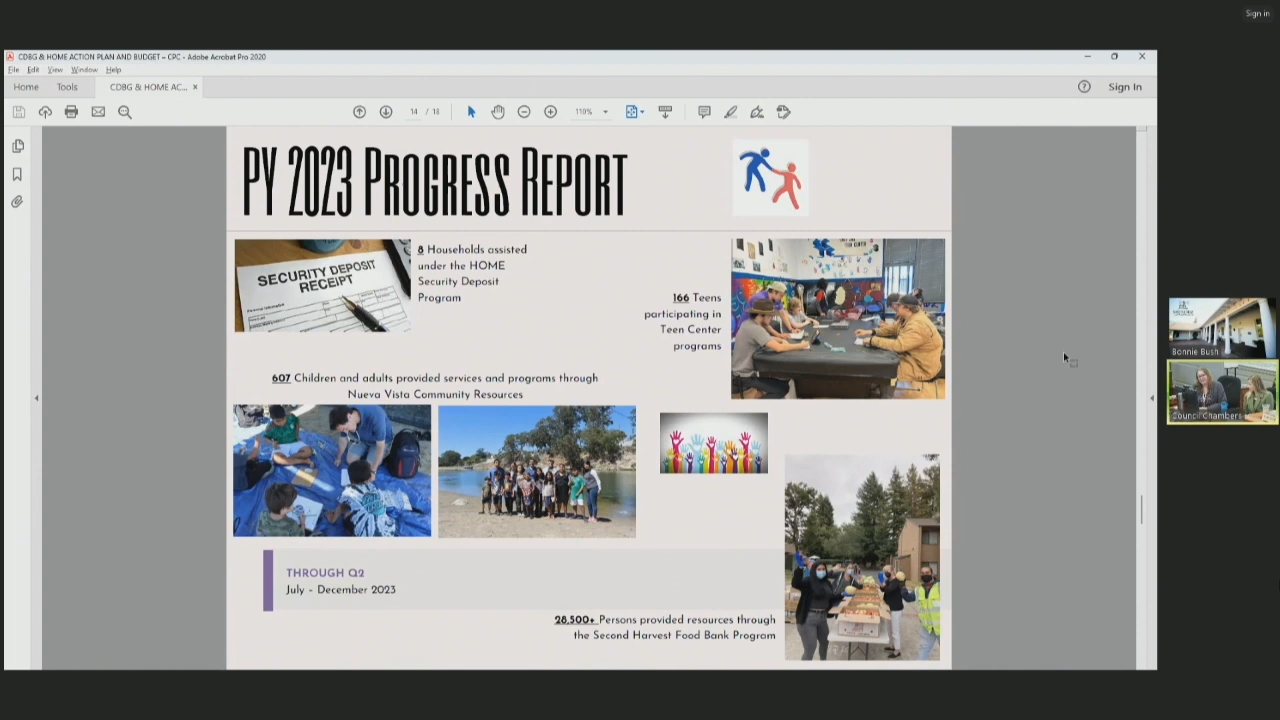 Sign in
CDBG & HOME ACTION PLAN AND BUDGET – CPC - Adobe Acrobat Pro 2020
File Edit View Window Help
Home Tools CDBG & HOME AC... × Sign In
14 / 18 110%
PY 2023 PROGRESS REPORT
SECURITY DEPOSIT
RECEIPT
8 Households assisted
under the HOME
Security Deposit
Program
166 Teens
participating in
Teen Center
programs
607 Children and adults provided services and programs through
Nueva Vista Community Resources
THROUGH Q2
July – December 2023
28,500+ Persons provided resources through
the Second Harvest Food Bank Program
Bonnie Bush
Council Chambers